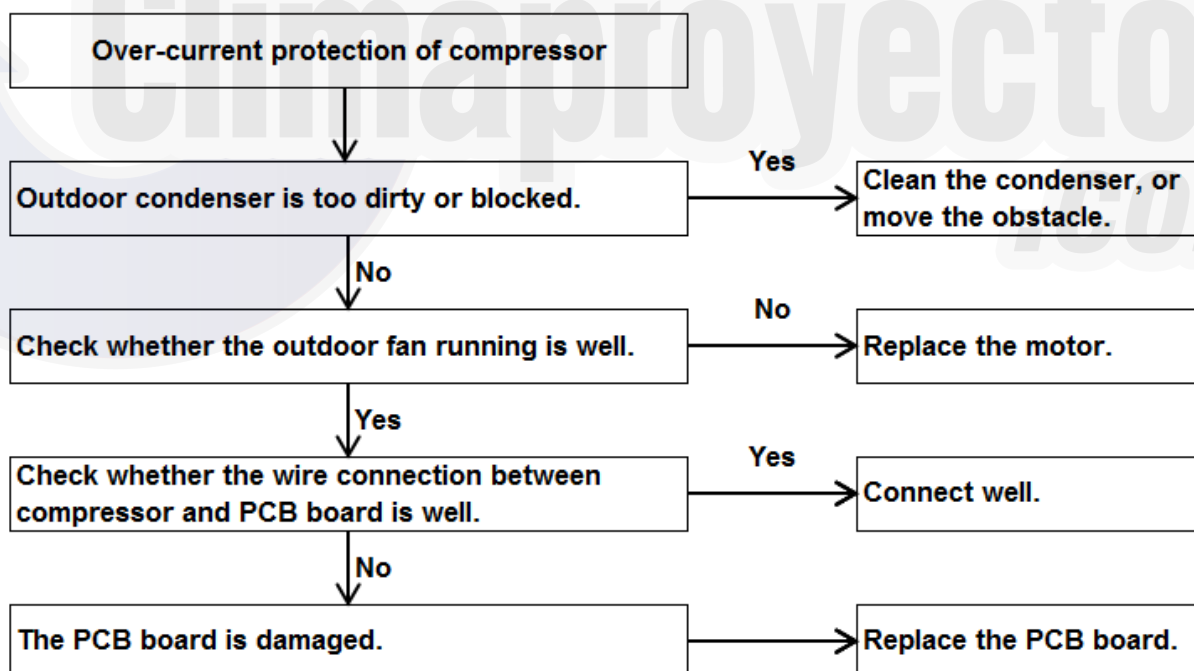 Climaproyecto
.co
Over-current protection of compressor
Outdoor condenser is too dirty or blocked.
Yes
Clean the condenser, or
move the obstacle.
No
Check whether the outdoor fan running is well.
No
Replace the motor.
Yes
Check whether the wire connection between
compressor and PCB board is well.
Yes
Connect well.
No
The PCB board is damaged.
Replace the PCB board.